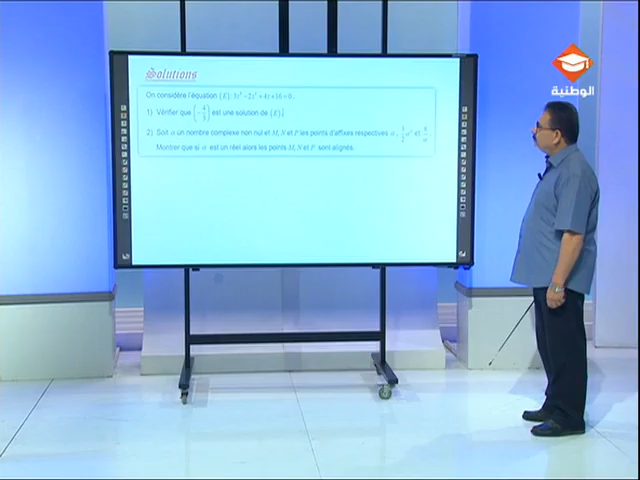 Solutions
On considère l'équation (E): 3z³ − 2z² + 4z + 16 = 0.
1) Vérifier que (−4/3) est une solution de (E).
2) Soit α un nombre complexe non nul et M, N et P les points d'affixes respectives α, 1/2 α² et 4/α.
Montrer que si α est un réel alors les points M, N et P sont alignés.
الوطنية